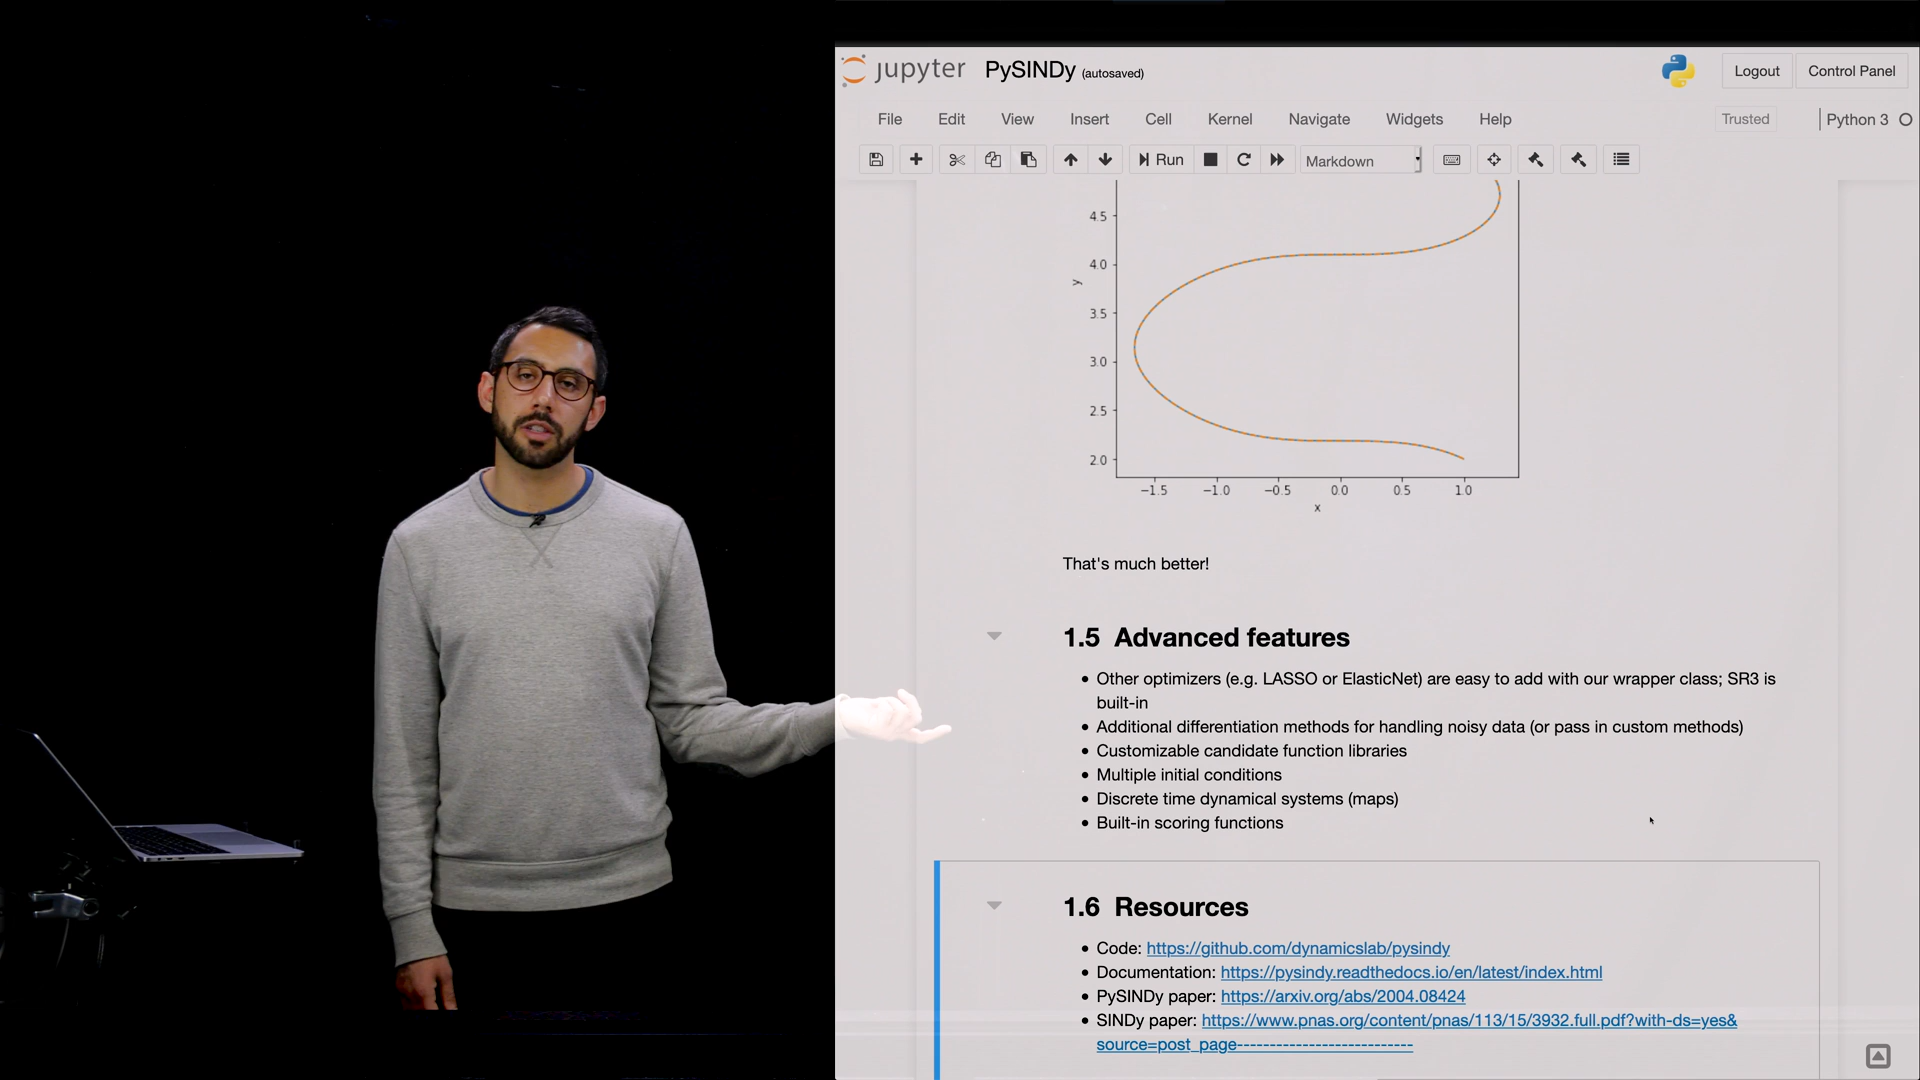 jupyter PySINDy (autosaved)
Logout
Control Panel
File Edit View Insert Cell Kernel Navigate Widgets Help
Trusted
Python 3
Run
Markdown
4.5
4.0
3.5
3.0
2.5
2.0
y
−1.5 −1.0 −0.5 0.0 0.5 1.0
x
That's much better!
1.5 Advanced features
• Other optimizers (e.g. LASSO or ElasticNet) are easy to add with our wrapper class; SR3 is
built-in
• Additional differentiation methods for handling noisy data (or pass in custom methods)
• Customizable candidate function libraries
• Multiple initial conditions
• Discrete time dynamical systems (maps)
• Built-in scoring functions
1.6 Resources
• Code: https://github.com/dynamicslab/pysindy
• Documentation: https://pysindy.readthedocs.io/en/latest/index.html
• PySINDy paper: https://arxiv.org/abs/2004.08424
• SINDy paper: https://www.pnas.org/content/pnas/113/15/3932.full.pdf?with-ds=yes&
source=post_page---------------------------